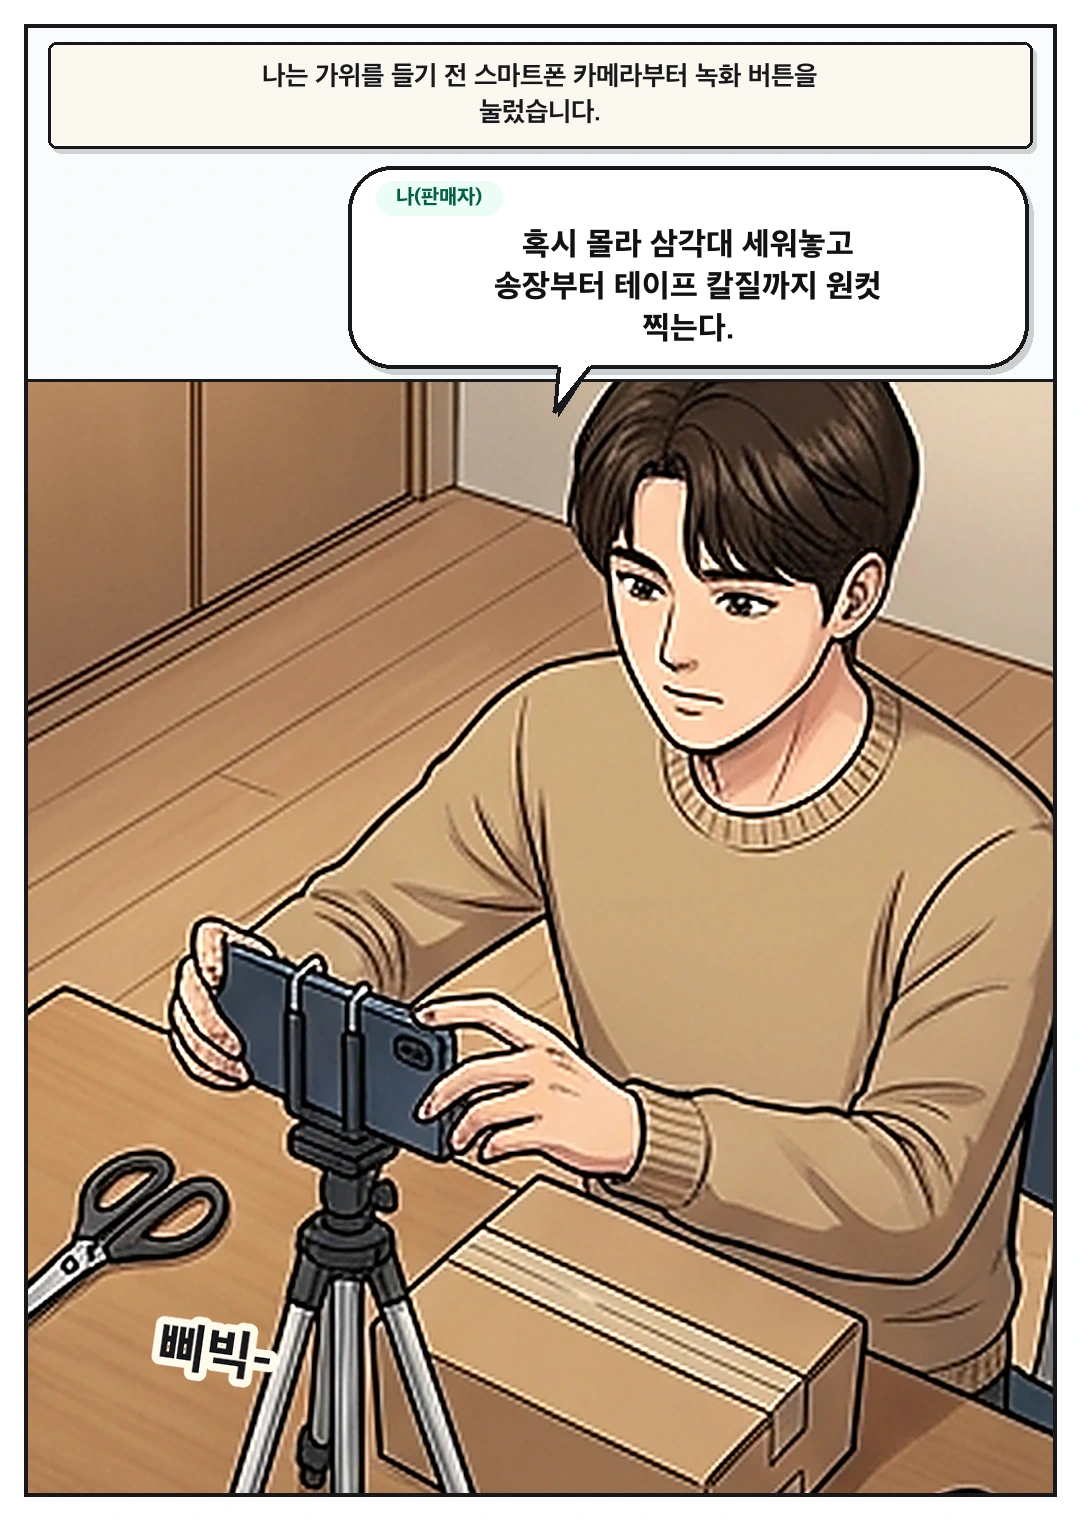 나는 가위를 들기 전 스마트폰 카메라부터 녹화 버튼을
눌렀습니다.
나(판매자)
혹시 몰라 삼각대 세워놓고
송장부터 테이프 칼질까지 원컷
찍는다.
삐빅-